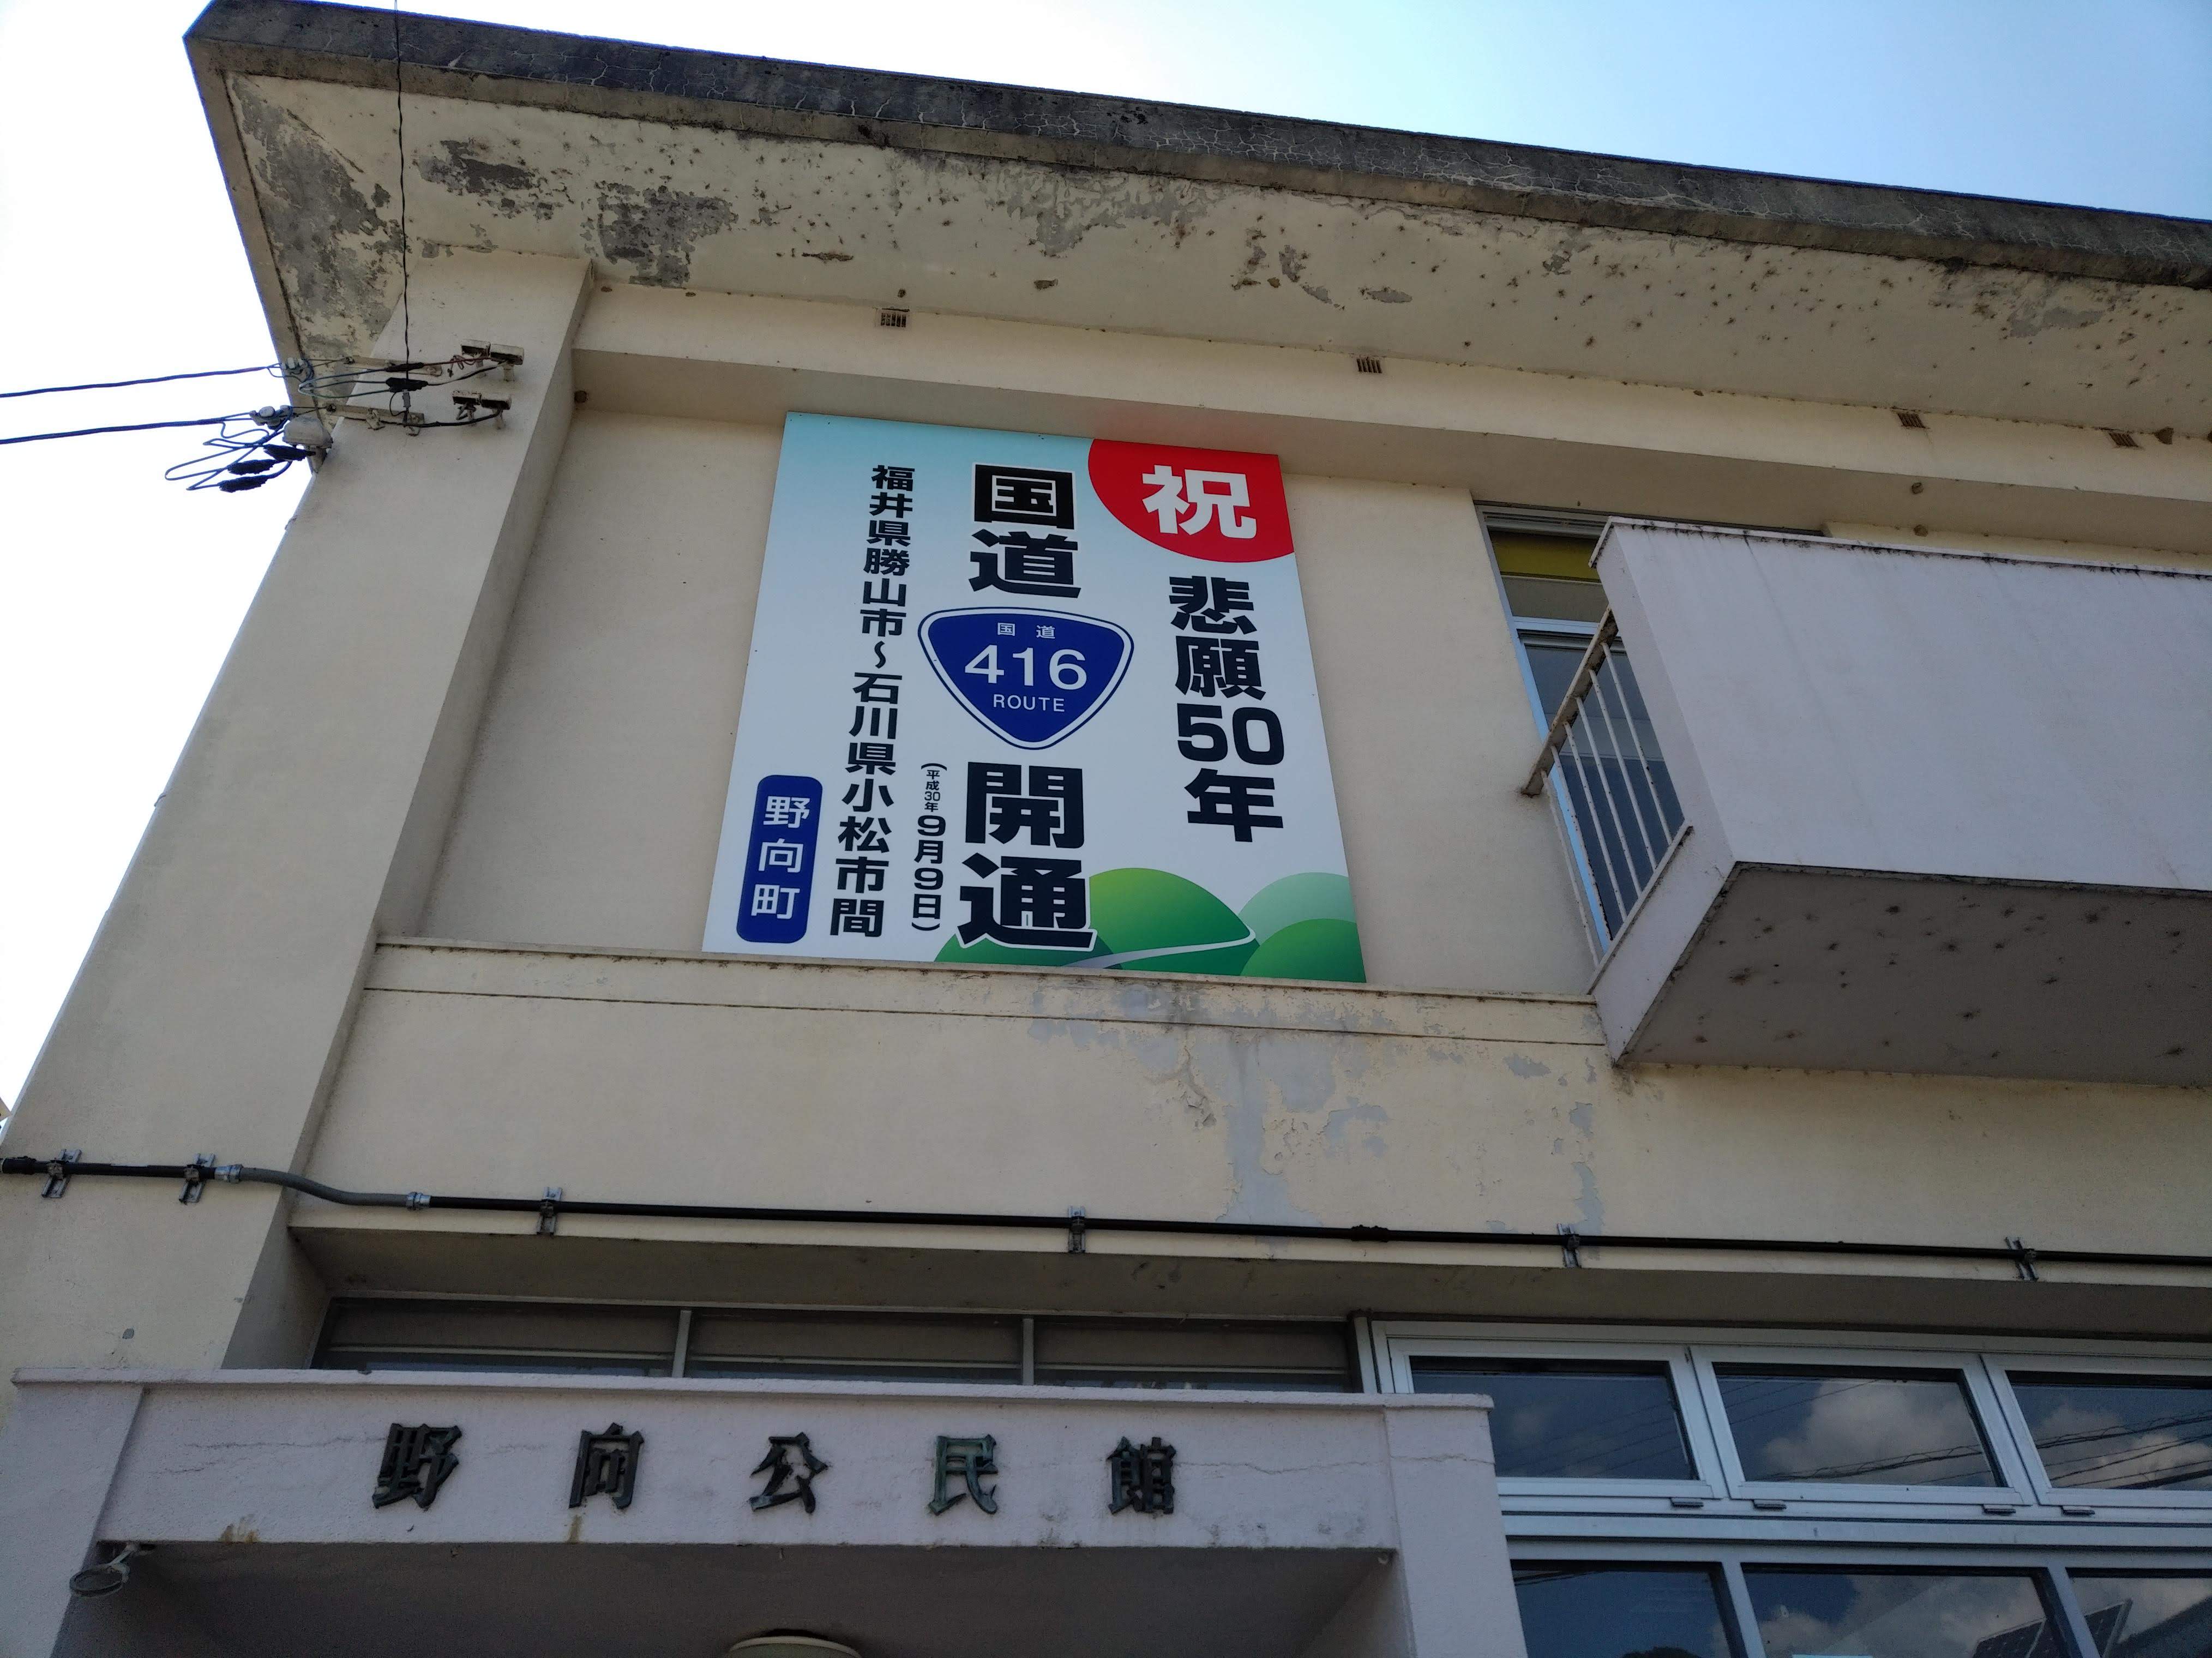 祝
悲願50年
国道
国道
416
ROUTE
開通
(平成30年9月9日)
福井県勝山市～石川県小松市間
野向町
野向公民館